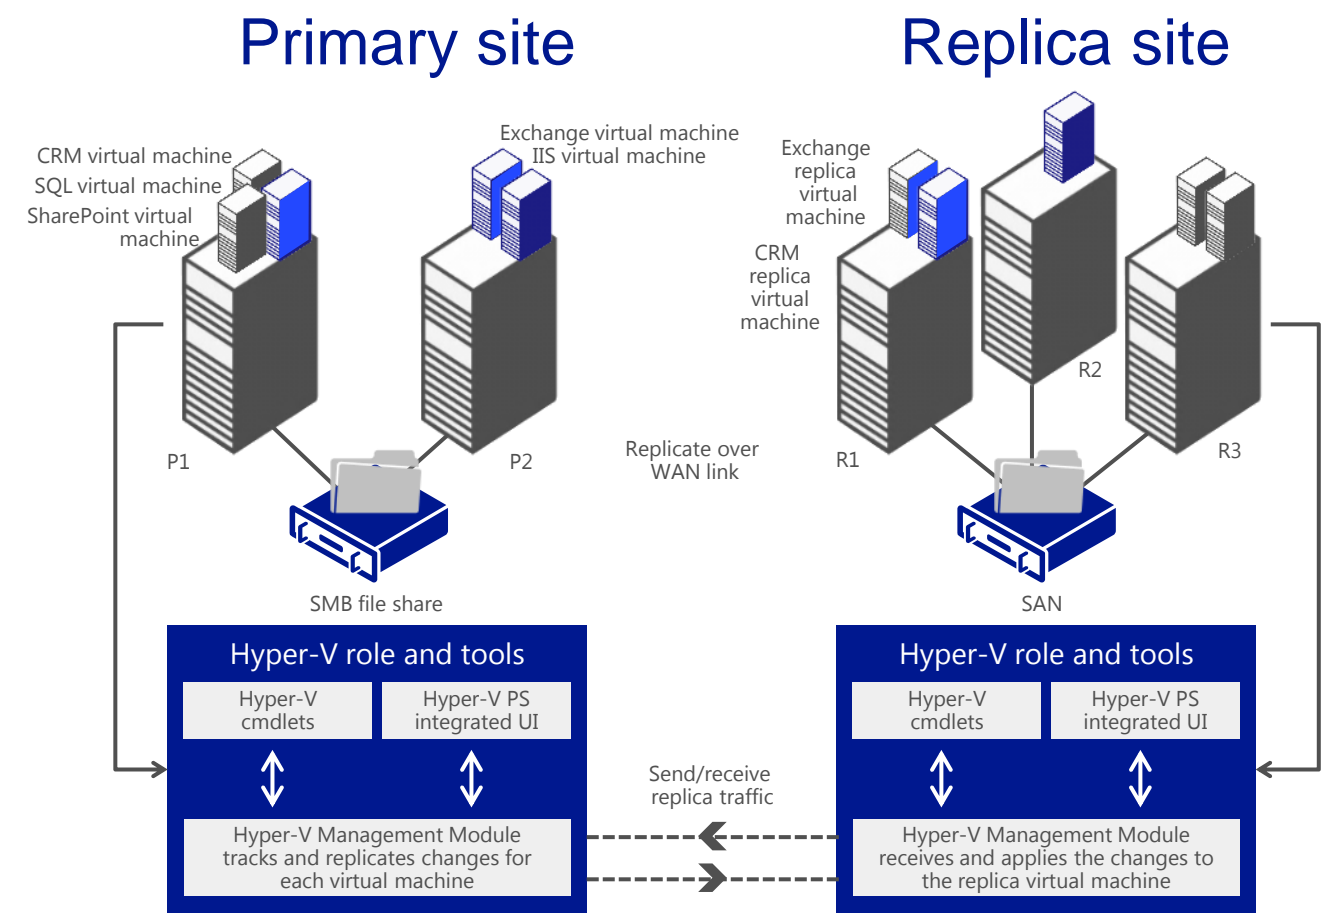 Primary site
Replica site
CRM virtual machine
SQL virtual machine
SharePoint virtual
machine
Exchange virtual machine
IIS virtual machine
Exchange
replica
virtual
machine
CRM
replica
virtual
machine
P1
P2
Replicate over
WAN link
R1
R2
R3
SMB file share
SAN
Hyper-V role and tools
Hyper-V
cmdlets
Hyper-V PS
integrated UI
Hyper-V Management Module
tracks and replicates changes for
each virtual machine
Send/receive
replica traffic
Hyper-V role and tools
Hyper-V
cmdlets
Hyper-V PS
integrated UI
Hyper-V Management Module
receives and applies the changes to
the replica virtual machine